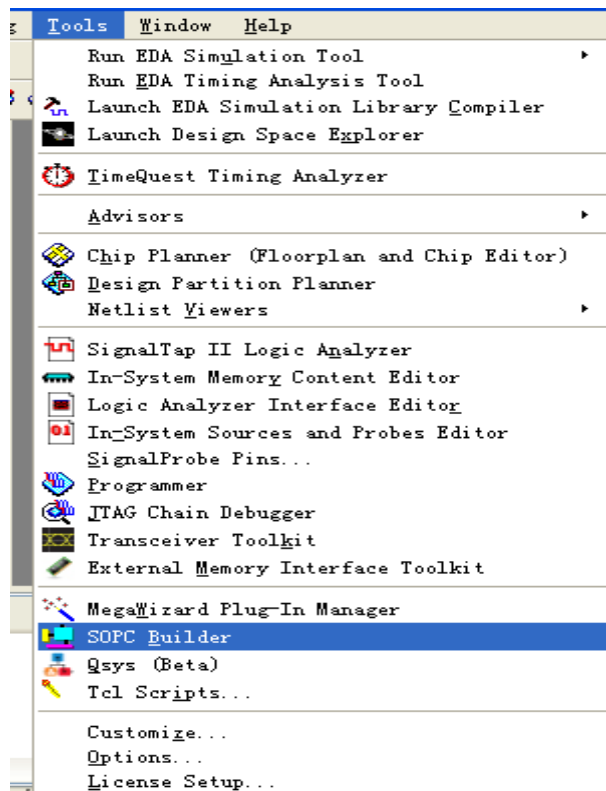 Tools Window Help
Run EDA Simulation Tool
Run EDA Timing Analysis Tool
Launch EDA Simulation Library Compiler
Launch Design Space Explorer
TimeQuest Timing Analyzer
Advisors
Chip Planner (Floorplan and Chip Editor)
Design Partition Planner
Netlist Viewers
SignalTap II Logic Analyzer
In-System Memory Content Editor
Logic Analyzer Interface Editor
In-System Sources and Probes Editor
SignalProbe Pins...
Programmer
JTAG Chain Debugger
Transceiver Toolkit
External Memory Interface Toolkit
MegaWizard Plug-In Manager
SOPC Builder
Qsys (Beta)
Tcl Scripts...
Customize...
Options...
License Setup...